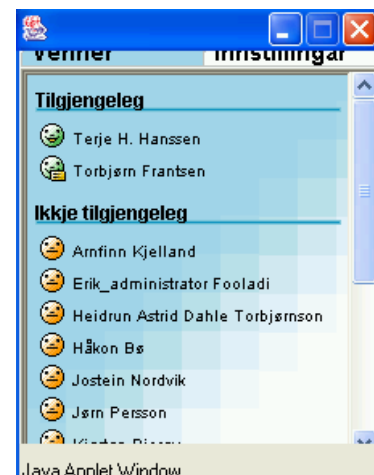 Venner Innstillingar
Tilgjengeleg
Terje H. Hanssen
Torbjørn Frantsen
Ikkje tilgjengeleg
Arnfinn Kjelland
Erik_administrator Fooladi
Heidrun Astrid Dahle Torbjørnson
Håkon Bø
Jostein Nordvik
Jørn Persson
Java Applet Window